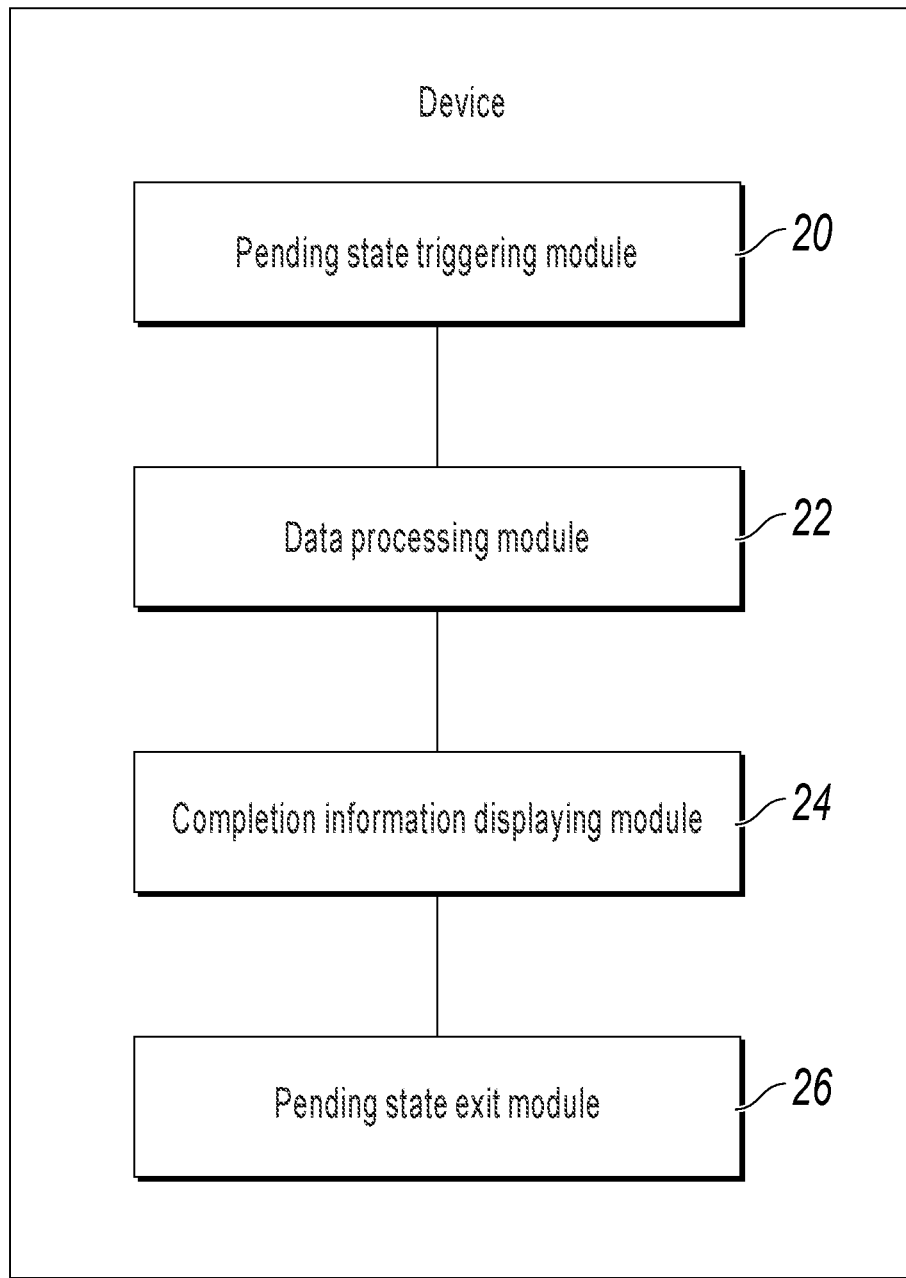 Device
Pending state triggering module
20
Data processing module
22
Completion information displaying module
24
Pending state exit module
26